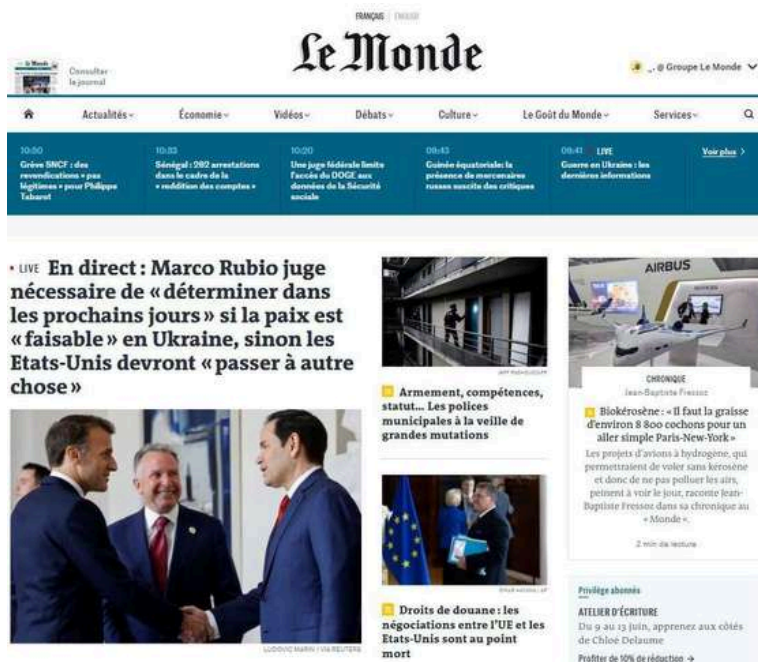 FRANÇAIS
ENGLISH
Le Monde
Consulter
le journal
@ Groupe Le Monde
Actualités
Économie
Vidéos
Débats
Culture
Le Goût du Monde
Services
10:50
Grève SNCF : des
revendications « pas
légitimes » pour Philippe
Tabarot
10:33
Sénégal : 292 arrestations
dans le cadre de la
« reddition des comptes »
10:20
Une juge fédérale limite
l'accès du DOGE aux
données de la Sécurité
sociale
09:43
Guinée équatoriale: la
présence de mercenaires
russes suscite des critiques
09:41 LIVE
Guerre en Ukraine : les
dernières informations
Voir plus >
• LIVE En direct : Marco Rubio juge
nécessaire de « déterminer dans
les prochains jours » si la paix est
« faisable » en Ukraine, sinon les
Etats-Unis devront « passer à autre
chose »
LUDOVIC MARIN / VIA REUTERS
Armement, compétences,
statut… Les polices
municipales à la veille de
grandes mutations
Droits de douane : les
négociations entre l'UE et les
Etats-Unis sont au point
mort
AIRBUS
CHRONIQUE
Jean-Baptiste Fressoz
Biokérosène : « Il faut la graisse
d'environ 8 800 cochons pour un
aller simple Paris-New-York »
Les projets d'avions à hydrogène, qui
permettraient de voler sans kérosène
et donc de ne pas polluer les airs,
peinent à voir le jour, raconte Jean-
Baptiste Fressoz dans sa chronique au
« Monde ».
2 min de lecture
Privilège abonnés
ATELIER D'ÉCRITURE
Du 9 au 13 juin, apprenez aux côtés
de Chloé Delaume
Profiter de 10% de réduction →